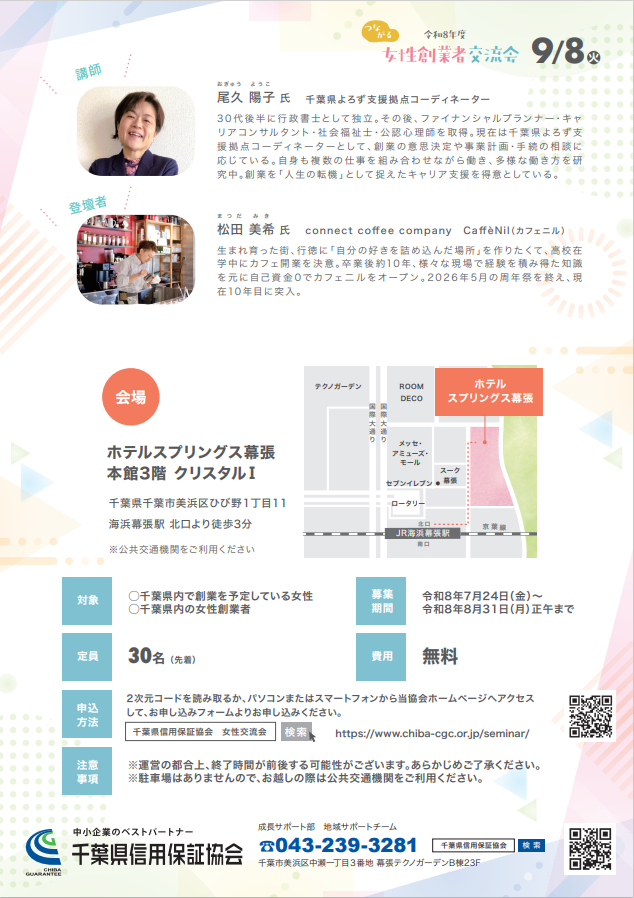 つながる
令和8年度
女性創業者交流会 9/8火
講師
おぎゅう ようこ
尾久 陽子 氏 千葉県よろず支援拠点コーディネーター
30代後半に行政書士として独立。その後、ファイナンシャルプランナー・キャ
リアコンサルタント・社会福祉士・公認心理師を取得。現在は千葉県よろず支
援拠点コーディネーターとして、創業の意思決定や事業計画・手続の相談に
応じている。自身も複数の仕事を組み合わせながら働き、多様な働き方を研
究中。創業を「人生の転機」として捉えたキャリア支援を得意としている。
登壇者
まつだ みき
松田 美希 氏 connect coffee company CaffèNil(カフェニル)
生まれ育った街、行徳に「自分の好きを詰め込んだ場所」を作りたくて、高校在
学中にカフェ開業を決意。卒業後約10年、様々な現場で経験を積み得た知識
を元に自己資金0でカフェニルをオープン。2026年5月の周年祭を終え、現
在10年目に突入。
会場
ホテルスプリングス幕張
本館3階 クリスタルⅠ
千葉県千葉市美浜区ひび野1丁目11
海浜幕張駅 北口より徒歩3分
※公共交通機関をご利用ください
テクノガーデン
国際大通り
国際大通り
ROOM
DECO
ホテル
スプリングス幕張
メッセ・
アミューズ・
モール
スーク
幕張
セブンイレブン
ロータリー
北口
JR海浜幕張駅
南口
京葉線
対象
○千葉県内で創業を予定している女性
○千葉県内の女性創業者
募集
期間
令和8年7月24日(金)~
令和8年8月31日(月)正午まで
定員
30名(先着)
費用
無料
申込
方法
2次元コードを読み取るか、パソコンまたはスマートフォンから当協会ホームページへアクセス
して、お申し込みフォームよりお申し込みください。
千葉県信用保証協会 女性交流会 検索 https://www.chiba-cgc.or.jp/seminar/
注意
事項
※運営の都合上、終了時間が前後する可能性がございます。あらかじめご了承ください。
※駐車場はありませんので、お越しの際は公共交通機関をご利用ください。
CHIBA
GUARANTEE
中小企業のベストパートナー
千葉県信用保証協会
成長サポート部 地域サポートチーム
☎043-239-3281 千葉県信用保証協会 検索
千葉市美浜区中瀬一丁目3番地 幕張テクノガーデンB棟23F